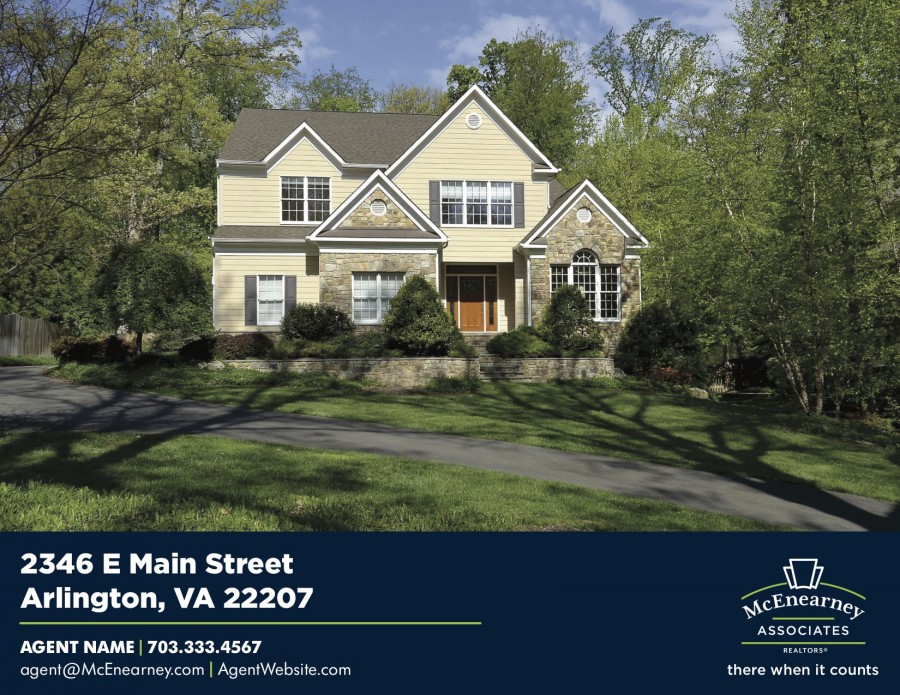 2346 E Main Street
Arlington, VA 22207
AGENT NAME | 703.333.4567
agent@McEnearney.com | AgentWebsite.com
McEnearney
ASSOCIATES
REALTORS®
there when it counts